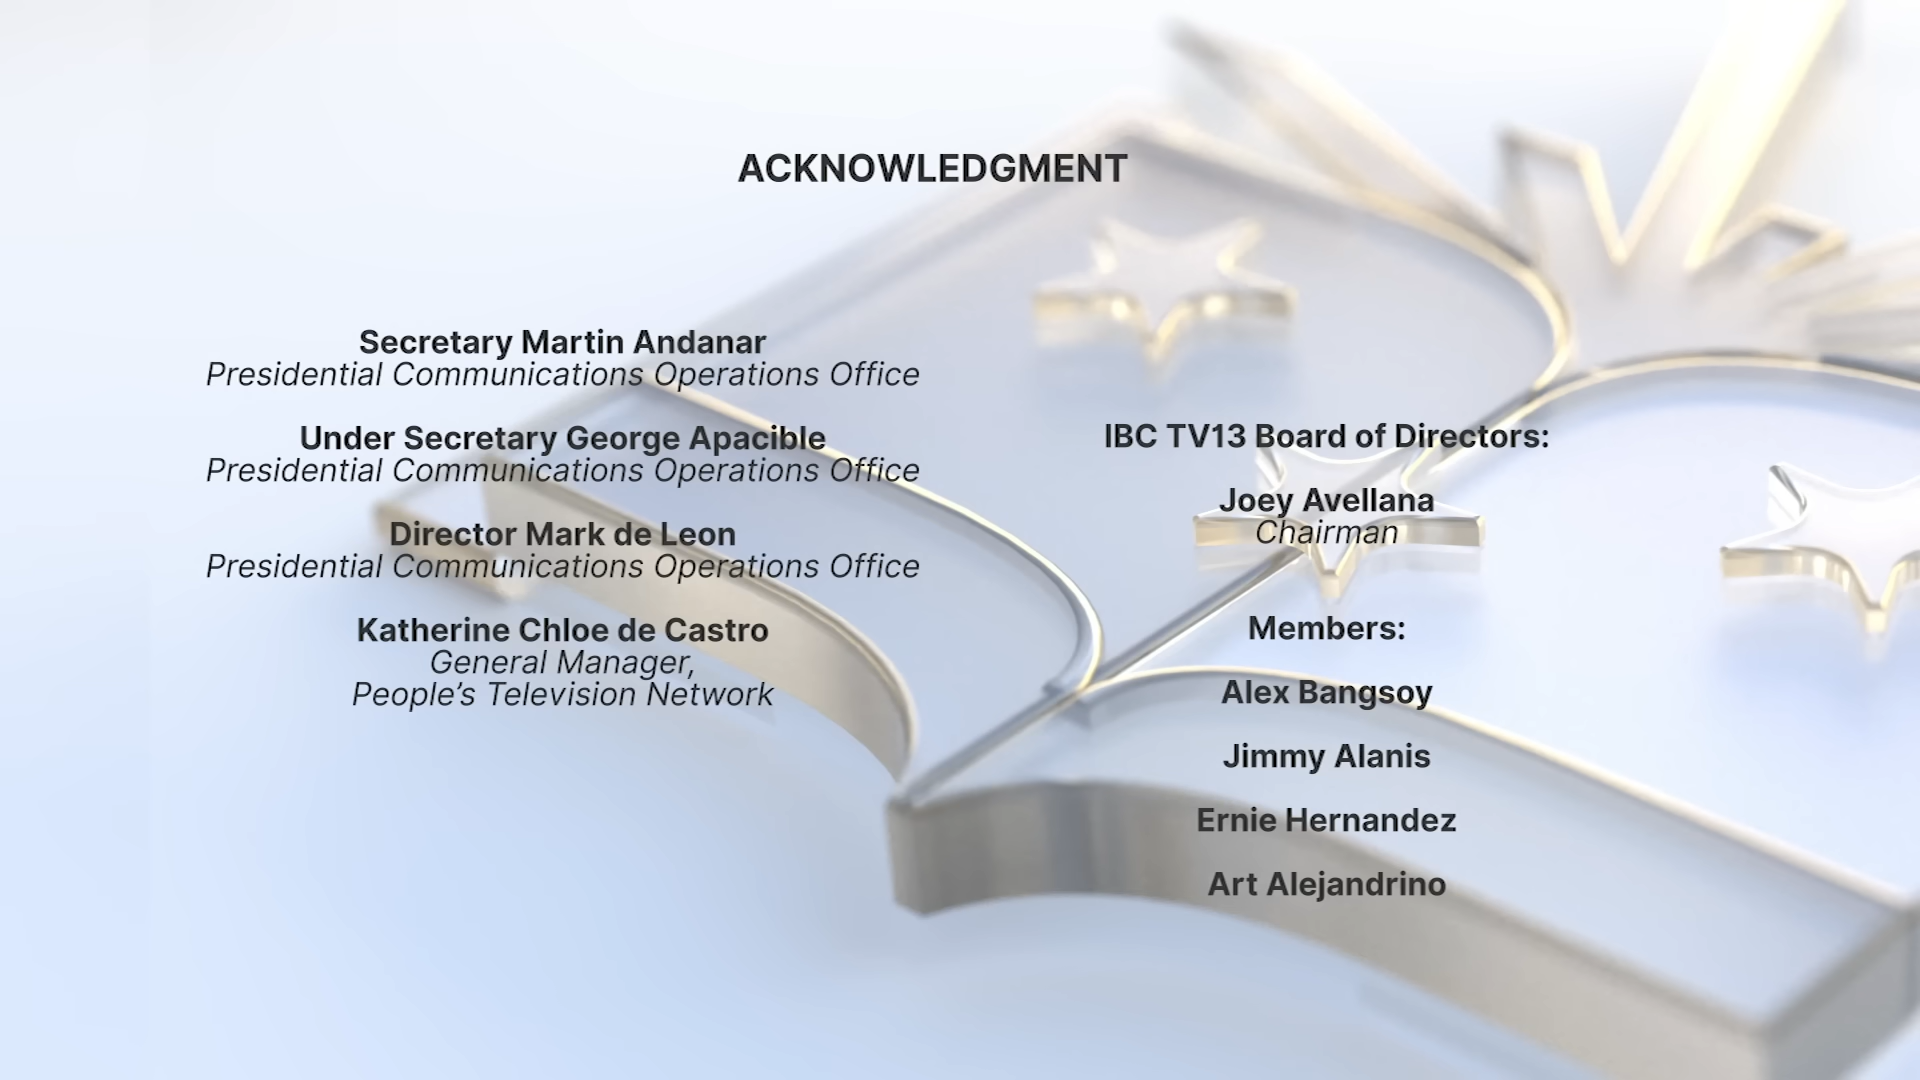 ACKNOWLEDGMENT
Secretary Martin Andanar
Presidential Communications Operations Office
Under Secretary George Apacible
Presidential Communications Operations Office
Director Mark de Leon
Presidential Communications Operations Office
Katherine Chloe de Castro
General Manager,
People’s Television Network
IBC TV13 Board of Directors:
Joey Avellana
Chairman
Members:
Alex Bangsoy
Jimmy Alanis
Ernie Hernandez
Art Alejandrino